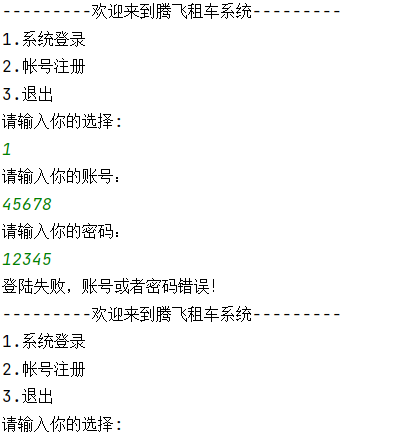 ---------欢迎来到腾飞租车系统---------
1.系统登录
2.帐号注册
3.退出
请输入你的选择:
1
请输入你的账号：
45678
请输入你的密码：
12345
登陆失败，账号或者密码错误!
---------欢迎来到腾飞租车系统---------
1.系统登录
2.帐号注册
3.退出
请输入你的选择: